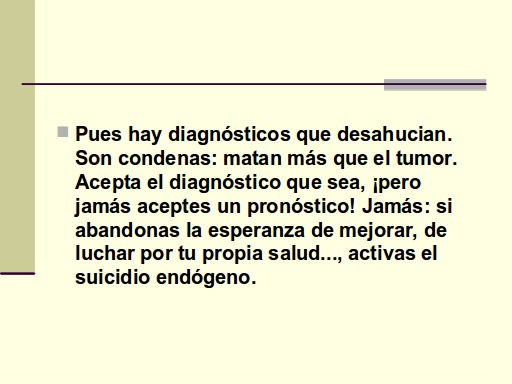 Pues hay diagnósticos que desahucian.
Son condenas: matan más que el tumor.
Acepta el diagnóstico que sea, ¡pero
jamás aceptes un pronóstico! Jamás: si
abandonas la esperanza de mejorar, de
luchar por tu propia salud..., activas el
suicidio endógeno.